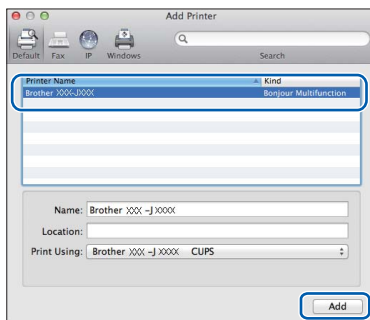 Add Printer
Default Fax IP Windows Search
Printer Name Kind
Brother XXX-JXXX Bonjour Multifunction
Name: Brother XXX -J XXXX
Location:
Print Using: Brother XXX -J XXXX CUPS
Add